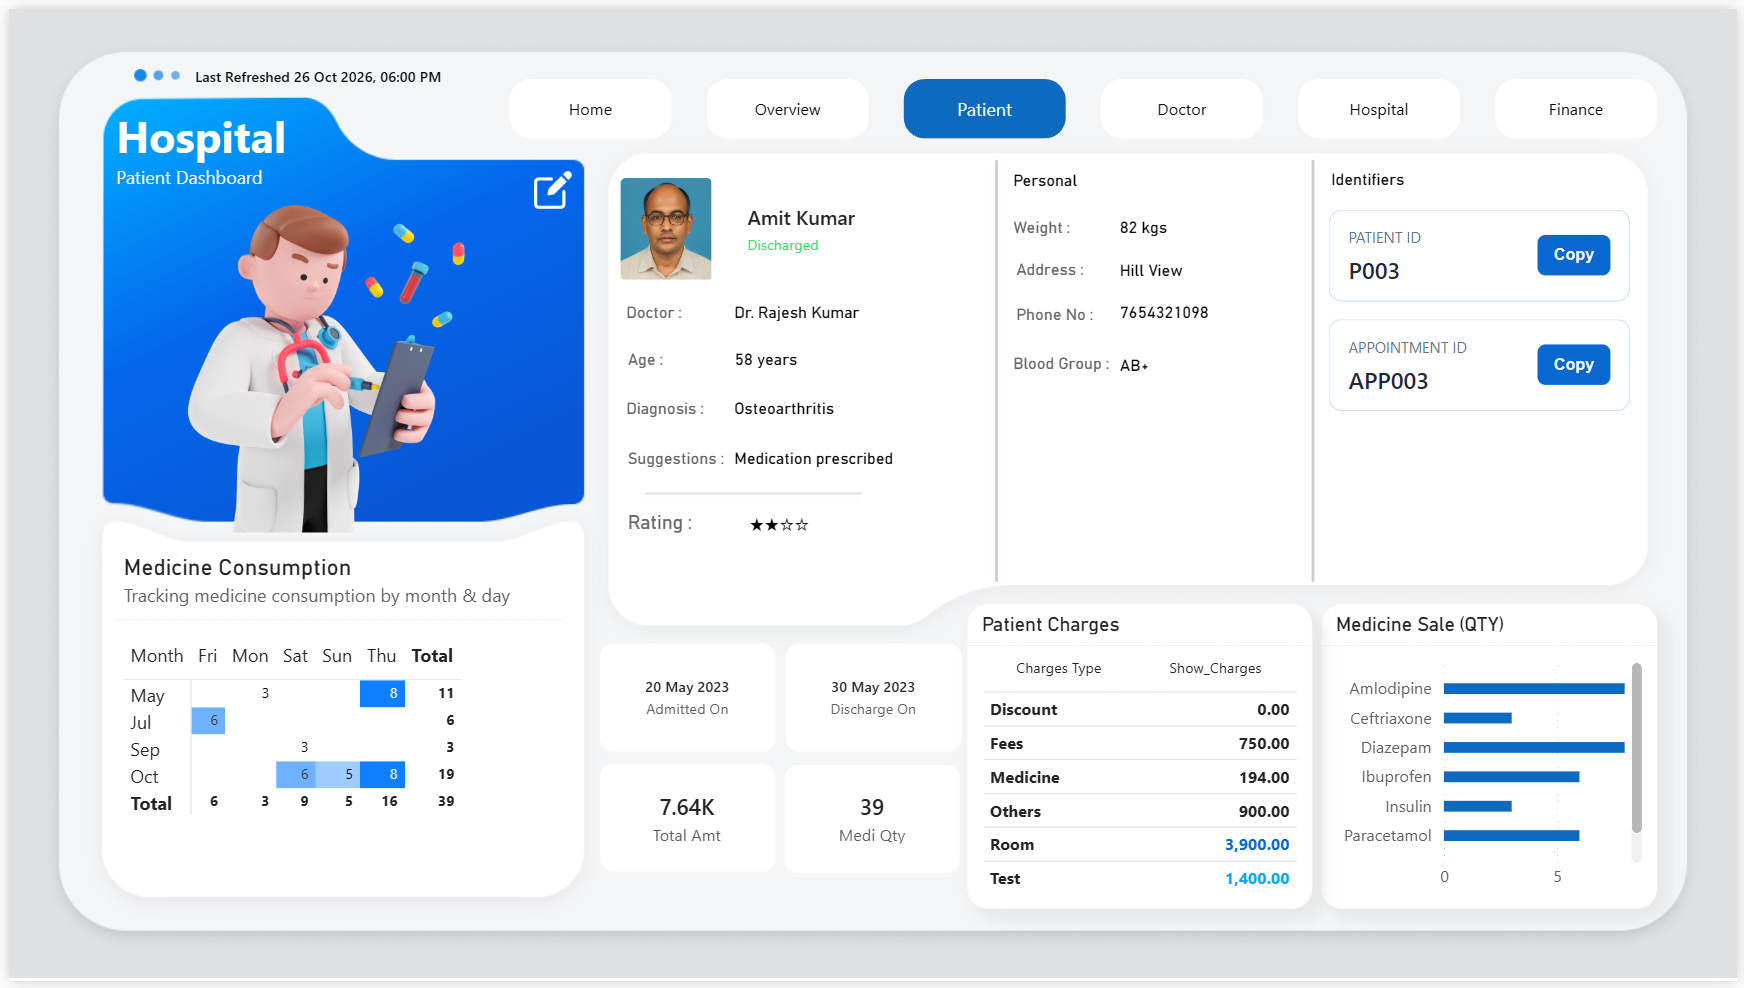 Last Refreshed 26 Oct 2026, 06:00 PM
Home
Overview
Patient
Doctor
Hospital
Finance
Hospital
Patient Dashboard
Amit Kumar
Discharged
Doctor : Dr. Rajesh Kumar
Age : 58 years
Diagnosis : Osteoarthritis
Suggestions : Medication prescribed
Rating : ★★☆☆
Personal
Weight : 82 kgs
Address : Hill View
Phone No : 7654321098
Blood Group : AB+
Identifiers
PATIENT ID
P003
Copy
APPOINTMENT ID
APP003
Copy
Medicine Consumption
Tracking medicine consumption by month & day
Month Fri Mon Sat Sun Thu Total
May 3 8 11
Jul 6 6
Sep 3 3
Oct 6 5 8 19
Total 6 3 9 5 16 39
20 May 2023
Admitted On
30 May 2023
Discharge On
7.64K
Total Amt
39
Medi Qty
Patient Charges
Charges Type Show_Charges
Discount 0.00
Fees 750.00
Medicine 194.00
Others 900.00
Room 3,900.00
Test 1,400.00
Medicine Sale (QTY)
Amlodipine
Ceftriaxone
Diazepam
Ibuprofen
Insulin
Paracetamol
0 5